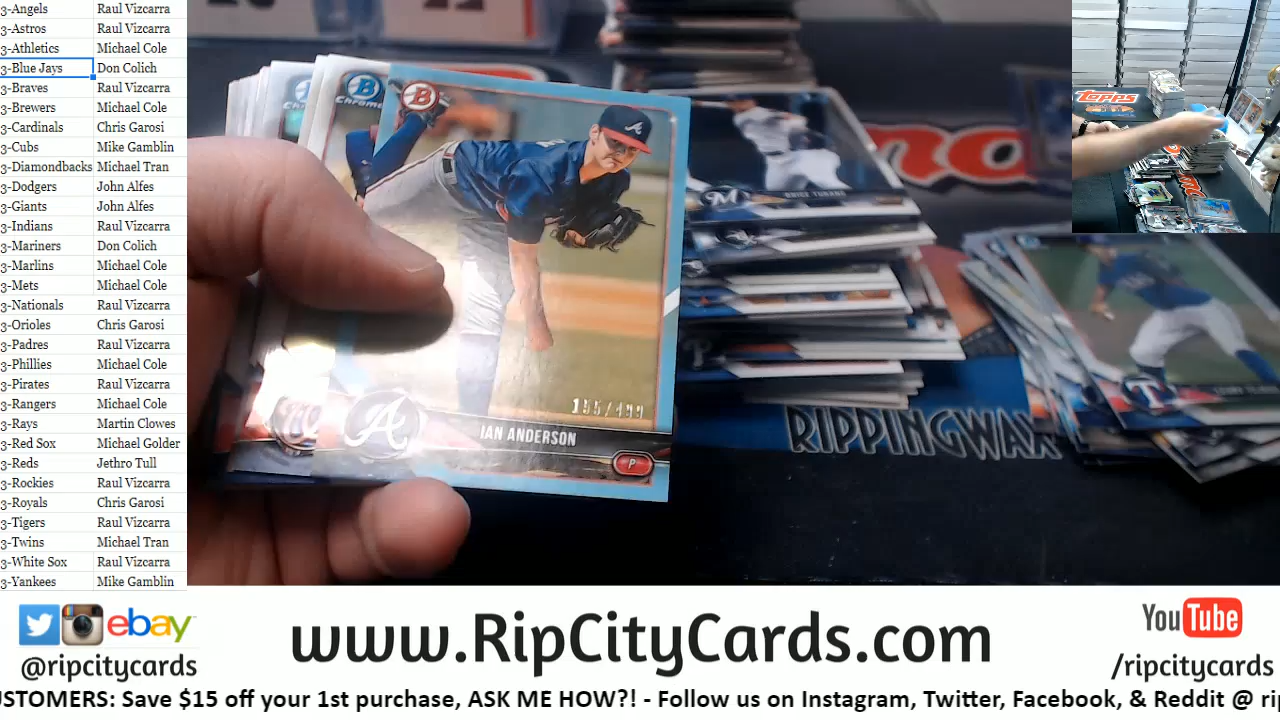 3-Angels Raul Vizcarra
3-Astros Raul Vizcarra
3-Athletics Michael Cole
3-Blue Jays Don Colich
3-Braves Raul Vizcarra
3-Brewers Michael Cole
3-Cardinals Chris Garosi
3-Cubs Mike Gamblin
3-Diamondbacks Michael Tran
3-Dodgers John Alfes
3-Giants John Alfes
3-Indians Raul Vizcarra
3-Mariners Don Colich
3-Marlins Michael Cole
3-Mets Michael Cole
3-Nationals Raul Vizcarra
3-Orioles Chris Garosi
3-Padres Raul Vizcarra
3-Phillies Michael Cole
3-Pirates Raul Vizcarra
3-Rangers Michael Cole
3-Rays Martin Clowes
3-Red Sox Michael Golder
3-Reds Jethro Tull
3-Rockies Raul Vizcarra
3-Royals Chris Garosi
3-Tigers Raul Vizcarra
3-Twins Michael Tran
3-White Sox Raul Vizcarra
3-Yankees Mike Gamblin
B Chrome
B
A
155/499
A
IAN ANDERSON
P
M
BRICE TURANG
T
TOPPS
RIPPINGWAX
ebay
@ripcitycards
www.RipCityCards.com
YouTube
/ripcitycards
USTOMERS: Save $15 off your 1st purchase, ASK ME HOW?! - Follow us on Instagram, Twitter, Facebook, & Reddit @ rip